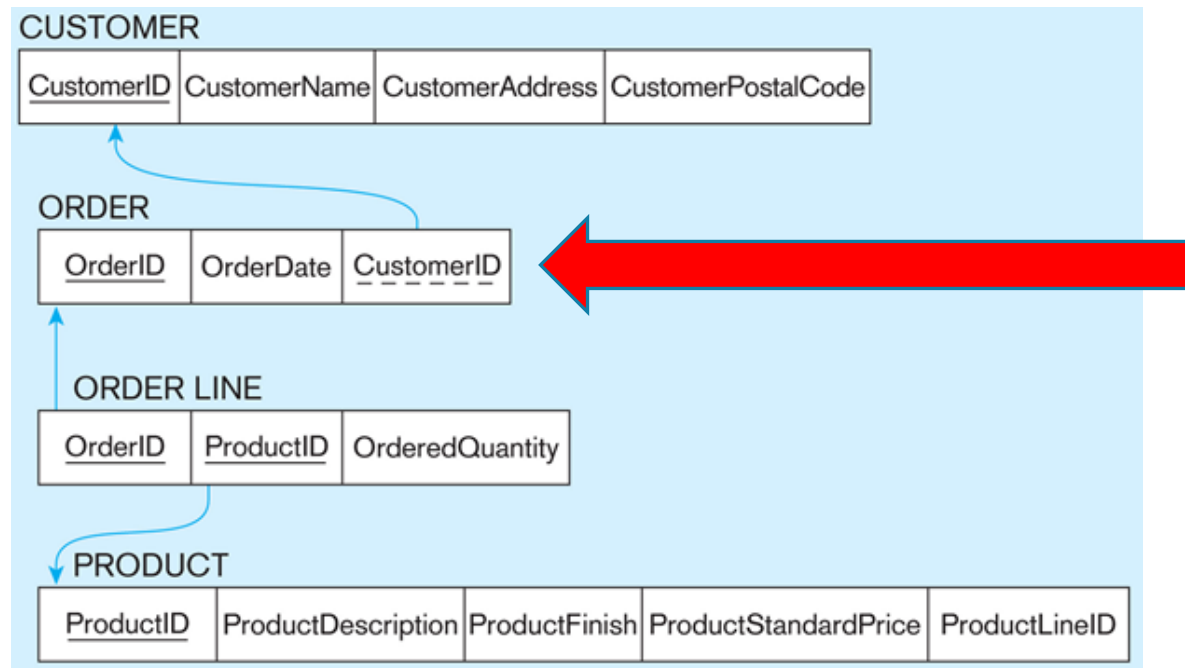 CUSTOMER
CustomerID CustomerName CustomerAddress CustomerPostalCode
ORDER
OrderID OrderDate CustomerID
ORDER LINE
OrderID ProductID OrderedQuantity
PRODUCT
ProductID ProductDescription ProductFinish ProductStandardPrice ProductLineID